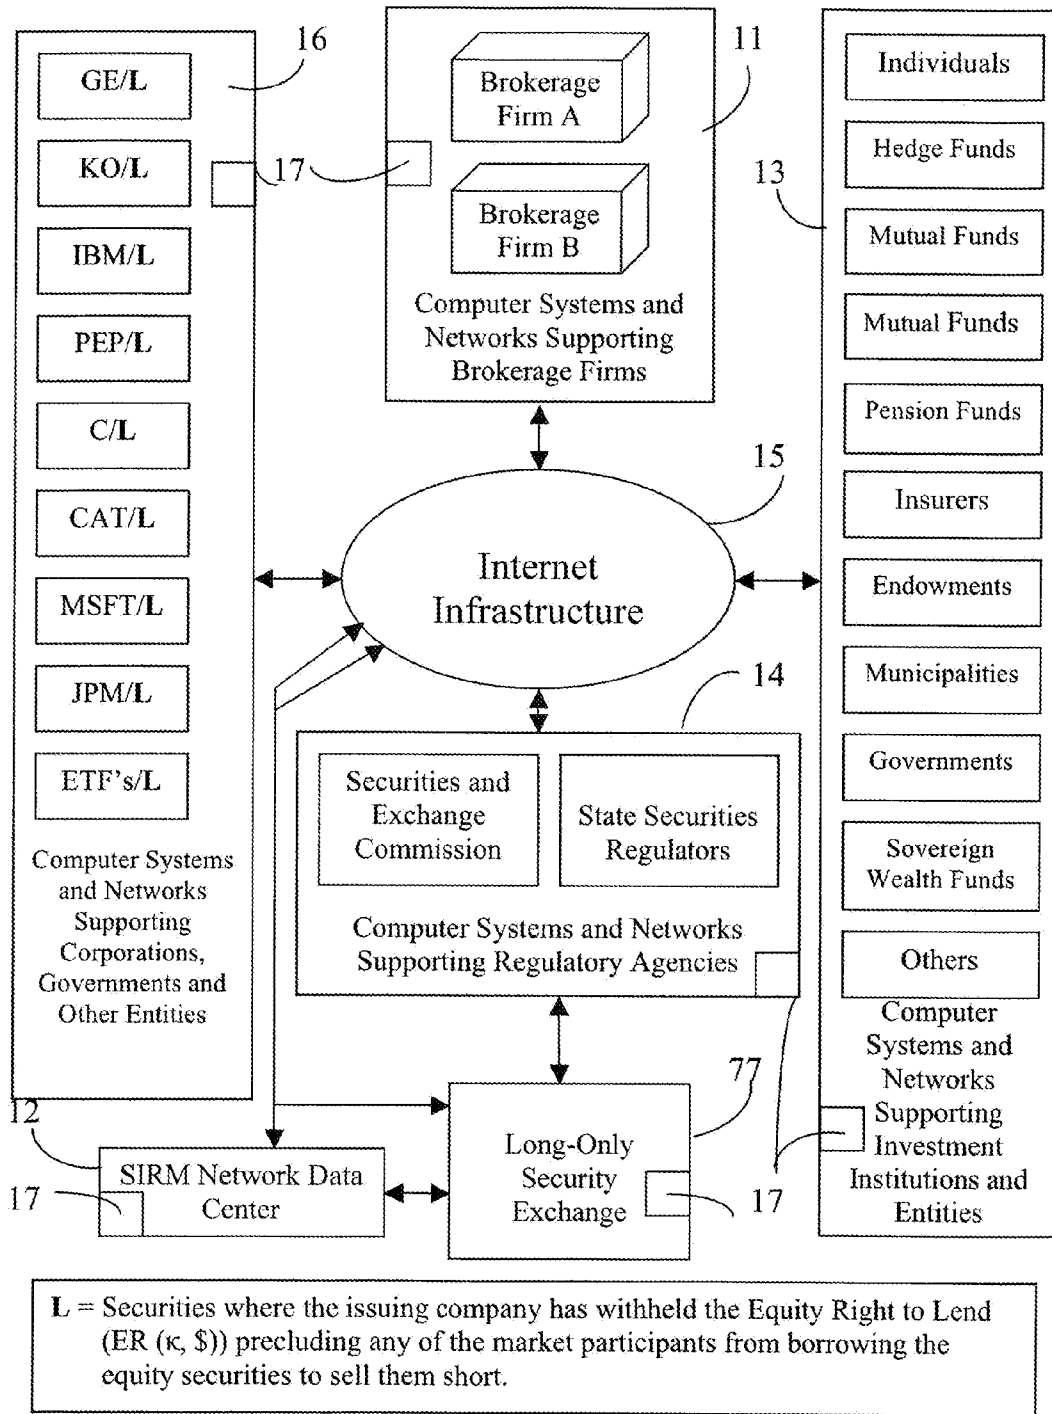 16
GE/L
KO/L
17
IBM/L
PEP/L
C/L
CAT/L
MSFT/L
JPM/L
ETF's/L
Computer Systems
and Networks
Supporting
Corporations,
Governments and
Other Entities
11
Brokerage
Firm A
Brokerage
Firm B
Computer Systems and
Networks Supporting
Brokerage Firms
13
Individuals
Hedge Funds
Mutual Funds
Mutual Funds
Pension Funds
Insurers
Endowments
Municipalities
Governments
Sovereign
Wealth Funds
Others
Computer
Systems and
Networks
Supporting
Investment
Institutions and
Entities
15
Internet
Infrastructure
14
Securities and
Exchange
Commission
State Securities
Regulators
Computer Systems and Networks
Supporting Regulatory Agencies
12
SIRM Network Data
Center
17
77
Long-Only
Security
Exchange
17
L = Securities where the issuing company has withheld the Equity Right to Lend
(ER (κ, $)) precluding any of the market participants from borrowing the
equity securities to sell them short.